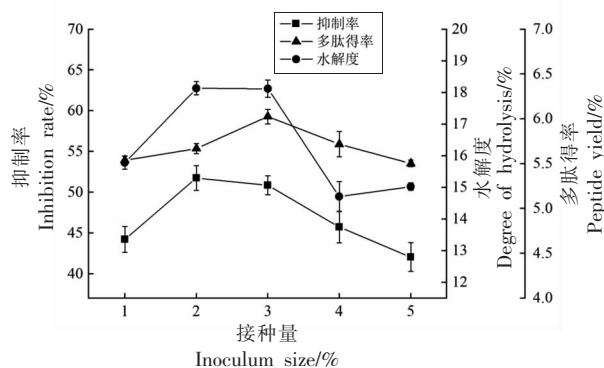 抑制率
多肽得率
水解度
70
65
60
55
50
45
40
抑制率
Inhibition rate/%
20
19
18
17
16
15
14
13
12
水解度
Degree of hydrolysis/%
7.0
6.5
6.0
5.5
5.0
4.5
4.0
多肽得率
Peptide yield/%
1 2 3 4 5
接种量
Inoculum size/%